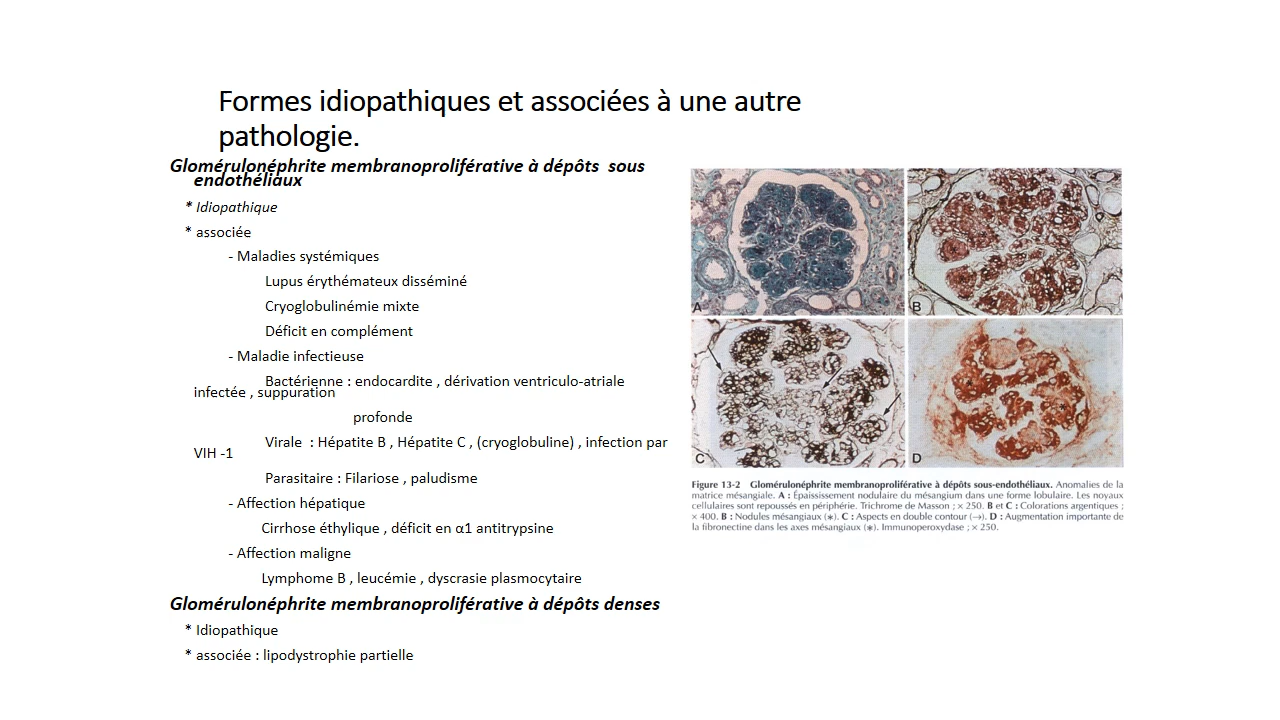 Formes idiopathiques et associées à une autre
pathologie.
Glomérulonéphrite membranoproliférative à dépôts sous
endothéliaux
* Idiopathique
* associée
- Maladies systémiques
Lupus érythémateux disséminé
Cryoglobulinémie mixte
Déficit en complément
- Maladie infectieuse
Bactérienne : endocardite , dérivation ventriculo-atriale
infectée , suppuration
profonde
Virale : Hépatite B , Hépatite C , (cryoglobuline) , infection par
VIH -1
Parasitaire : Filariose , paludisme
- Affection hépatique
Cirrhose éthylique , déficit en α1 antitrypsine
- Affection maligne
Lymphome B , leucémie , dyscrasie plasmocytaire
Glomérulonéphrite membranoproliférative à dépôts denses
* Idiopathique
* associée : lipodystrophie partielle
A
B
C
D
Figure 13-2 Glomérulonéphrite membranoproliférative à dépôts sous-endothéliaux. Anomalies de la
matrice mésangiale. A : Épaississement nodulaire du mésangium dans une forme lobulaire. Les noyaux
cellulaires sont repoussés en périphérie. Trichrome de Masson ; × 250. B et C : Colorations argentiques ;
× 400. B : Nodules mésangiaux (∗). C : Aspects en double contour (→). D : Augmentation importante de
la fibronectine dans les axes mésangiaux (∗). Immunoperoxydase ; × 250.